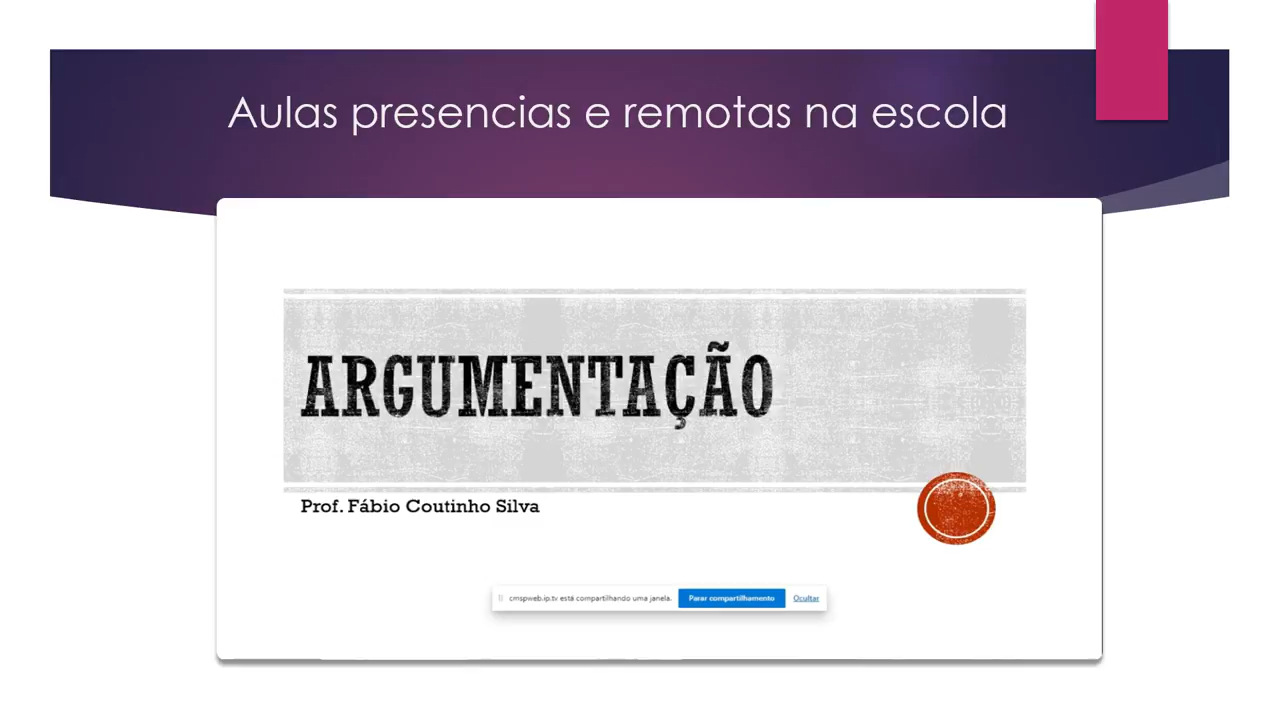 Aulas presencias e remotas na escola
ARGUMENTAÇÃO
Prof. Fábio Coutinho Silva
cmspweb.ip.tv está compartilhando uma janela. Parar compartilhamento Ocultar